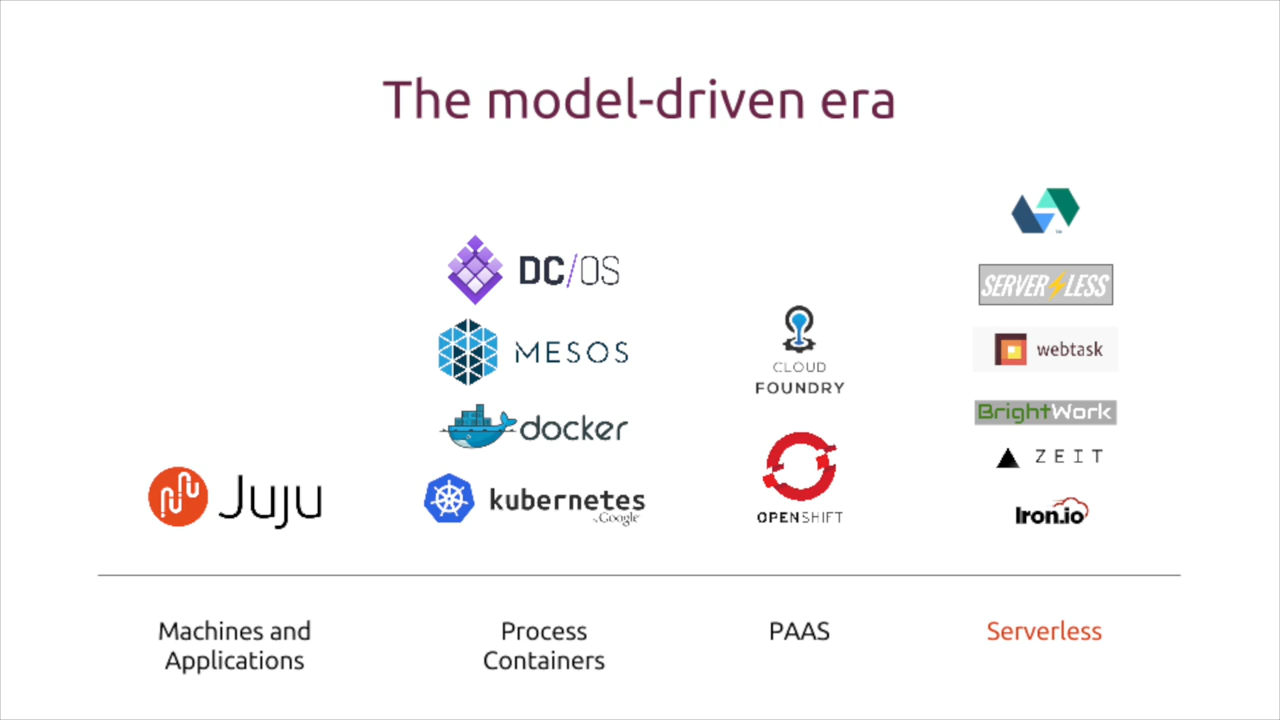 The model-driven era
DC/OS
MESOS
docker
kubernetes
by Google
Juju
CLOUD
FOUNDRY
OPENSHIFT
SERVERLESS
webtask
BrightWork
ZEIT
Iron.io
Machines and
Applications
Process
Containers
PAAS
Serverless